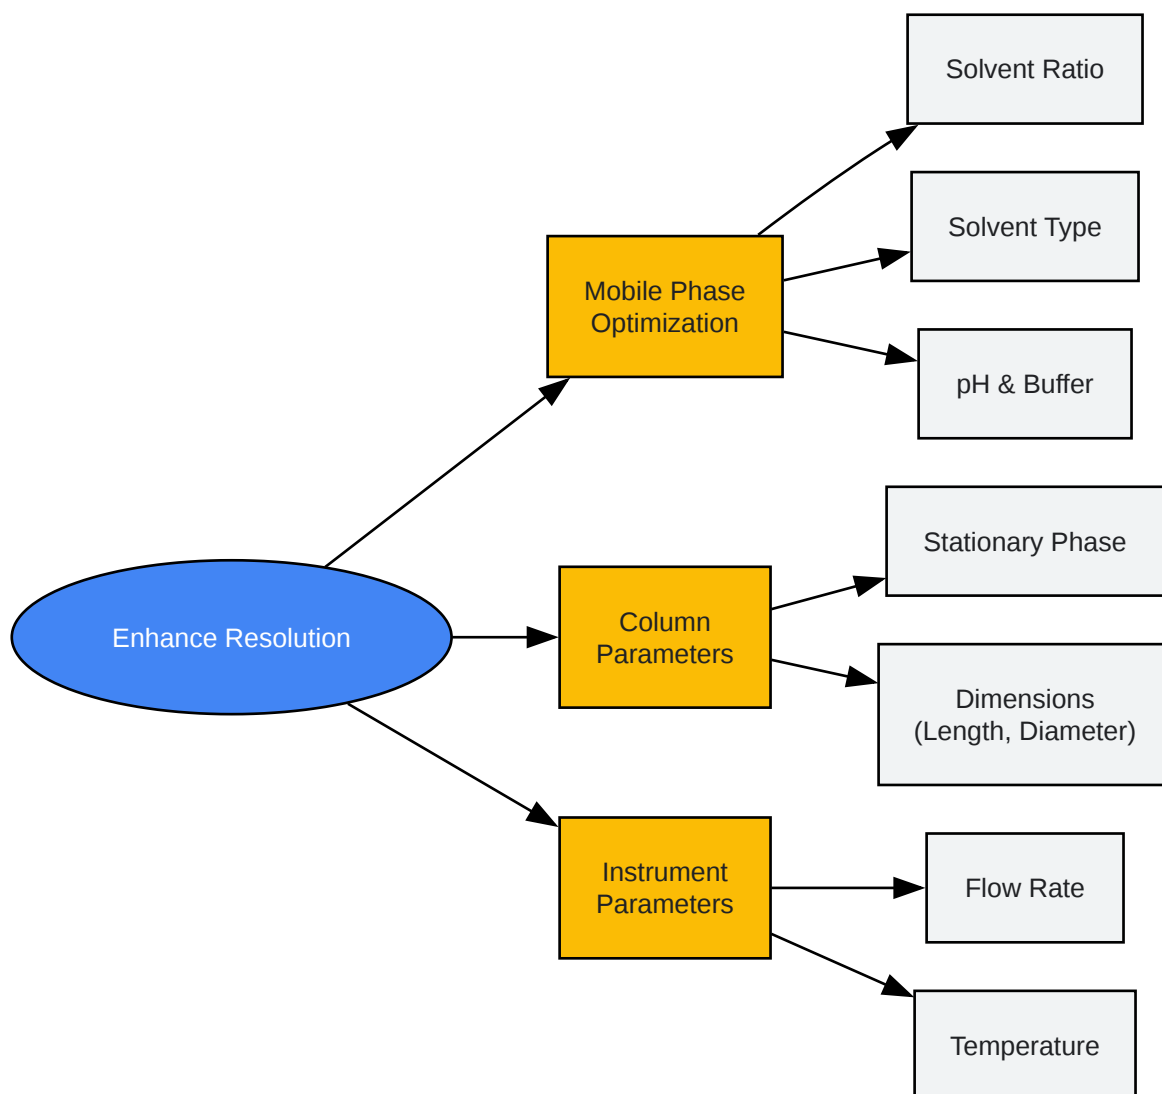 Enhance Resolution
Mobile Phase
Optimization
Solvent Ratio
Solvent Type
pH & Buffer
Column
Parameters
Stationary Phase
Dimensions
(Length, Diameter)
Instrument
Parameters
Flow Rate
Temperature